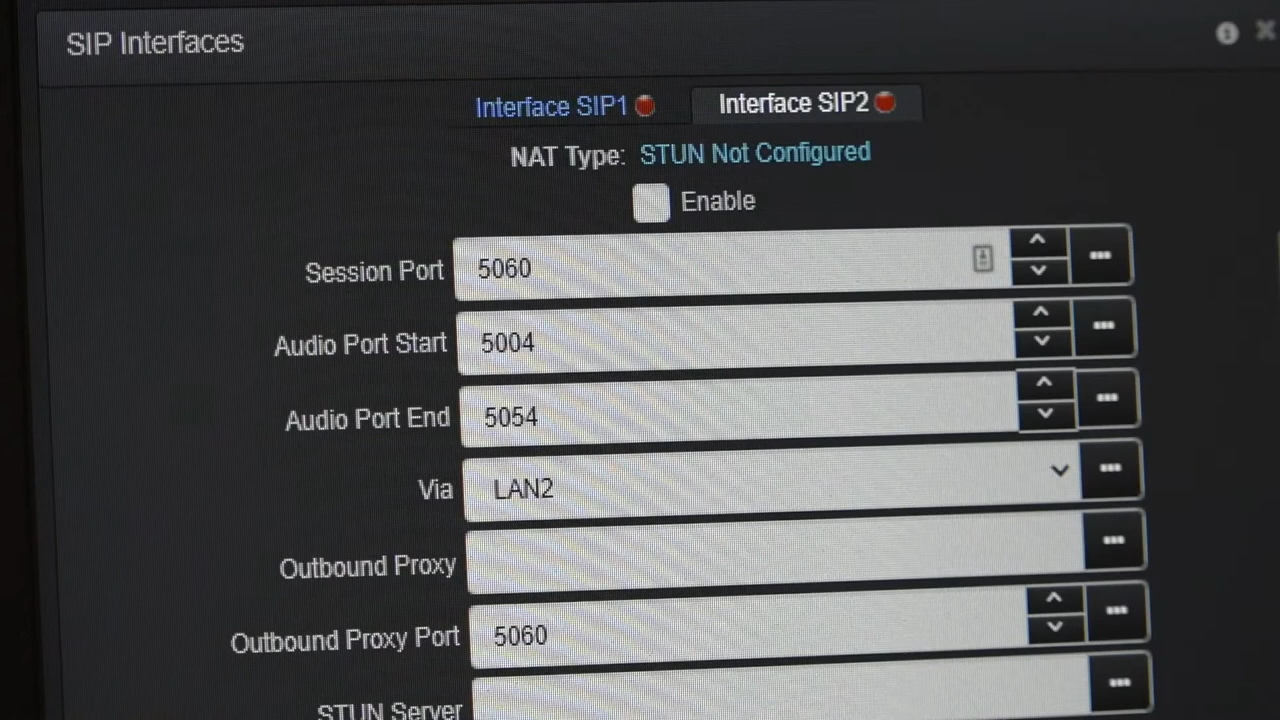 SIP Interfaces
Interface SIP1 Interface SIP2
NAT Type: STUN Not Configured
Enable
Session Port 5060
Audio Port Start 5004
Audio Port End 5054
Via LAN2
Outbound Proxy
Outbound Proxy Port 5060
STUN Server